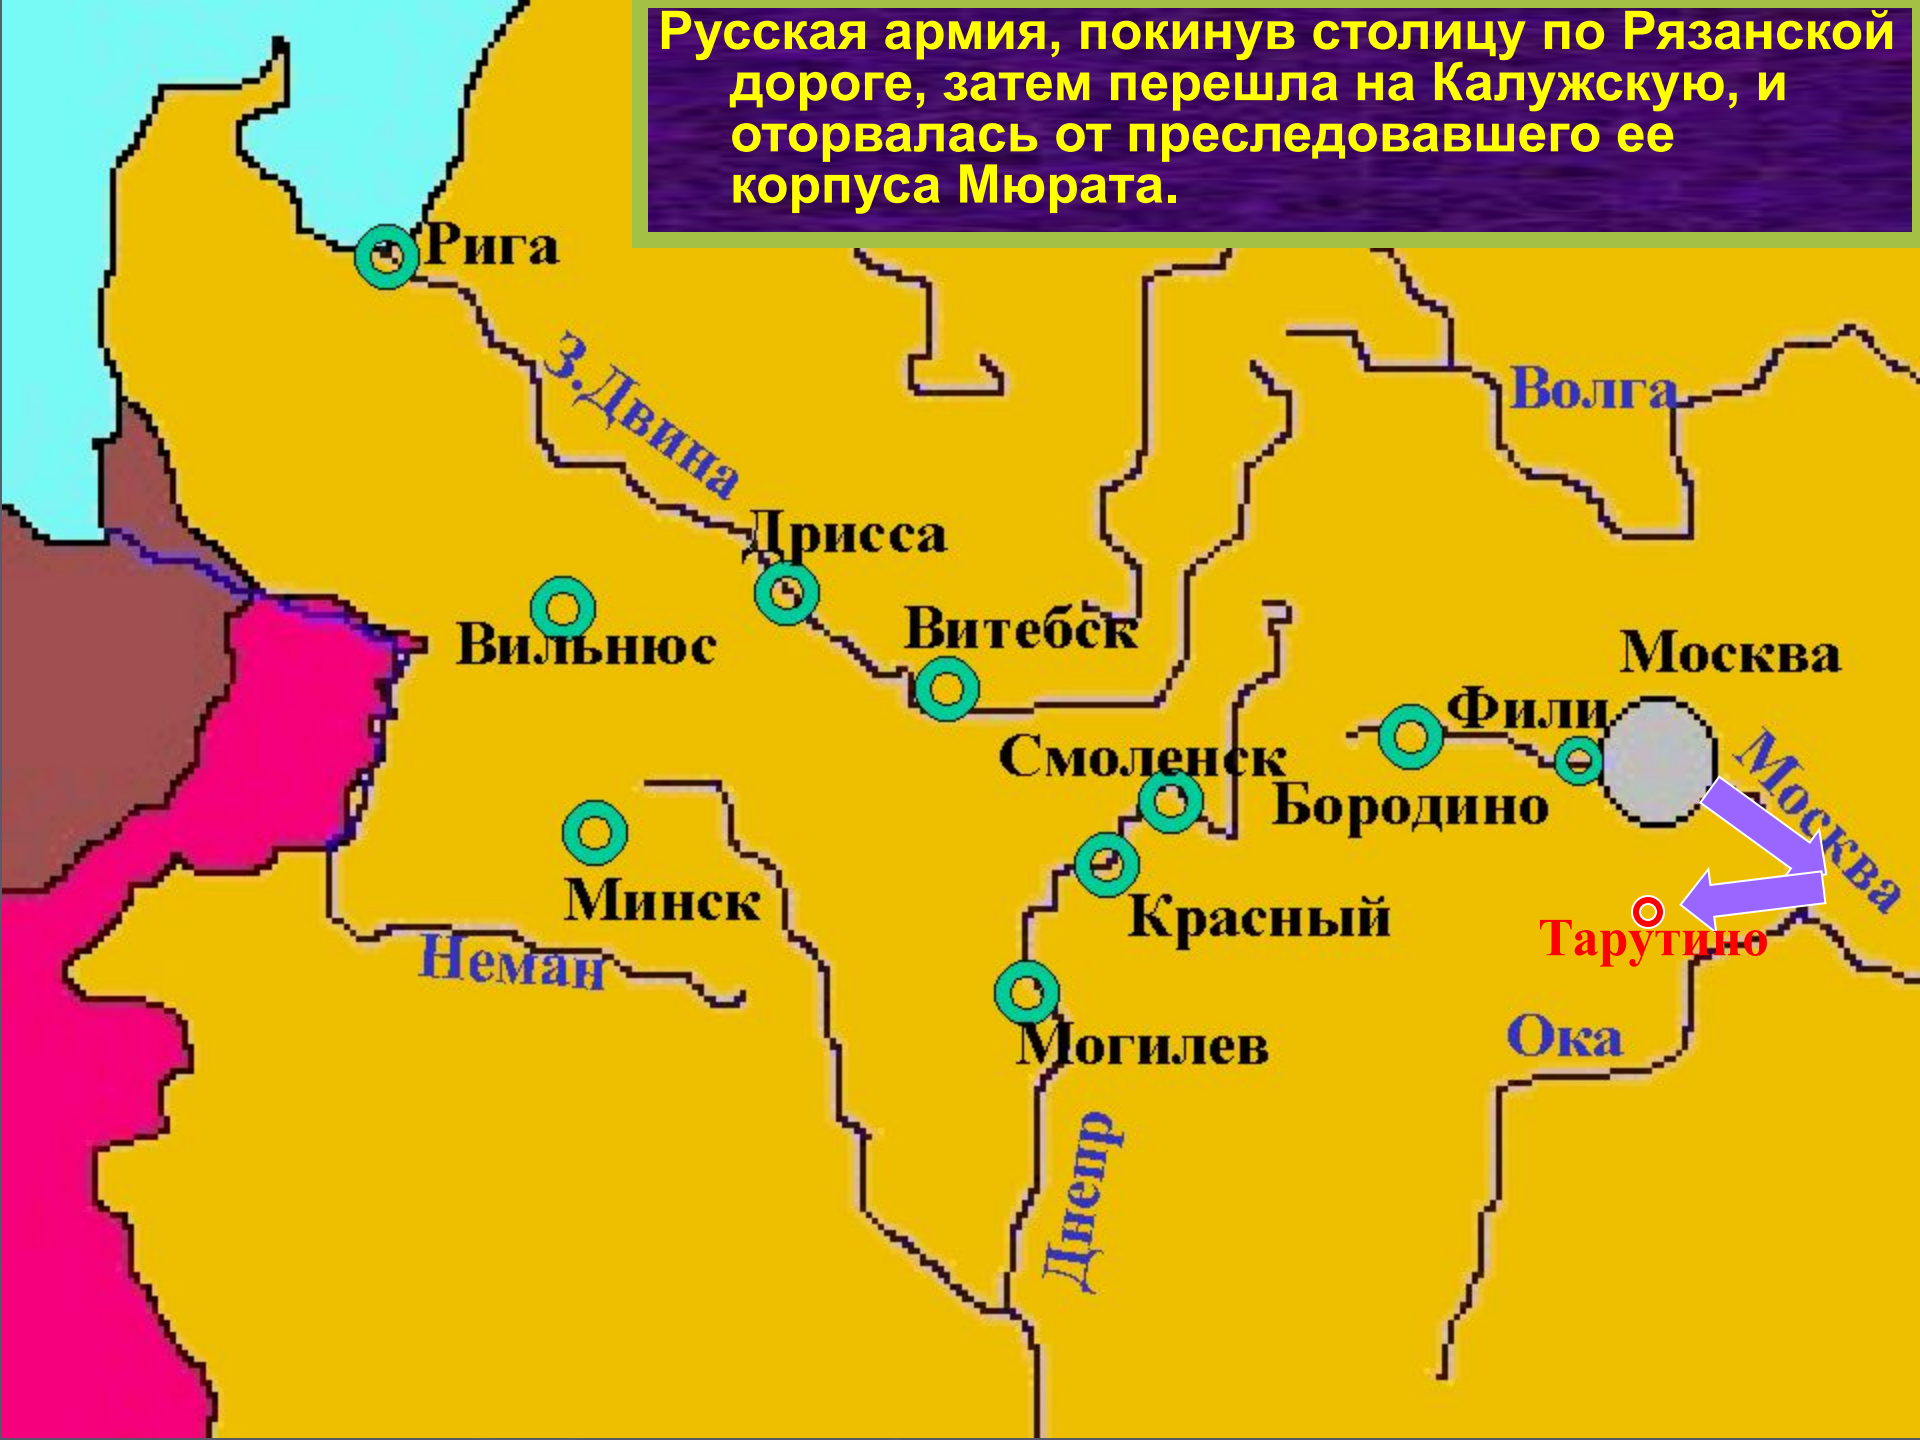 Русская армия, покинув столицу по Рязанской
дороге, затем перешла на Калужскую, и
оторвалась от преследовавшего ее
корпуса Мюрата.
Рига
З.Двина
Волга
Дрисса
Витебск
Вильнюс
Москва
Фили
Смоленск
Москва
Бородино
Минск
Красный
Тарутино
Неман
Ока
Могилев
Днепр